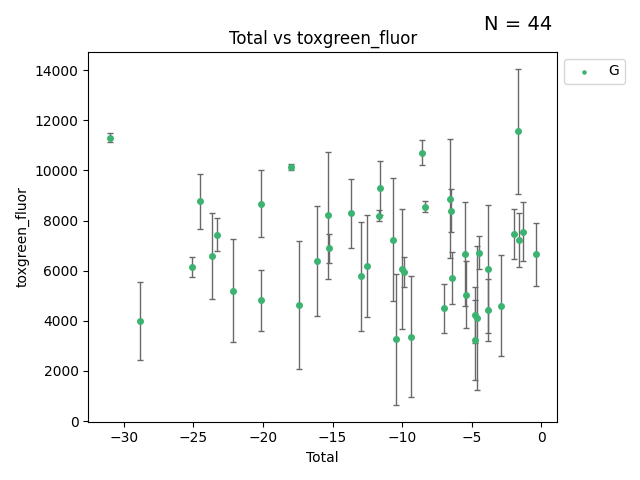 N = 44
Total vs toxgreen_fluor
G
toxgreen_fluor
14000
12000
10000
8000
6000
4000
2000
0
−30 −25 −20 −15 −10 −5 0
Total